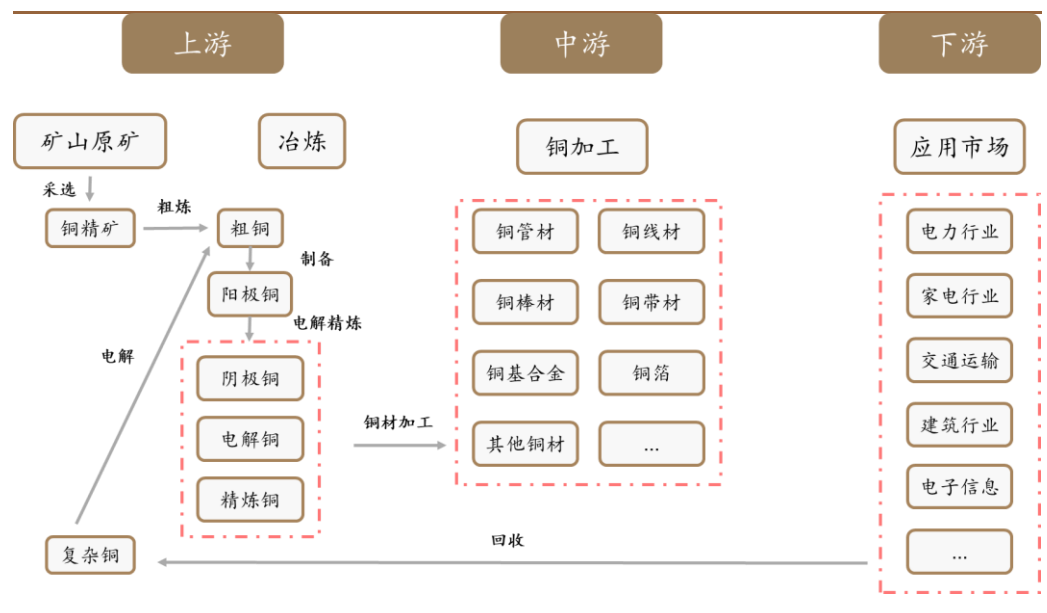 上游
中游
下游
矿山原矿
冶炼
铜加工
应用市场
采选
粗炼
铜精矿
粗铜
制备
阳极铜
电解精炼
电解
阴极铜
电解铜
精炼铜
复杂铜
铜材加工
铜管材
铜线材
铜棒材
铜带材
铜基合金
铜箔
其他铜材
...
电力行业
家电行业
交通运输
建筑行业
电子信息
...
回收